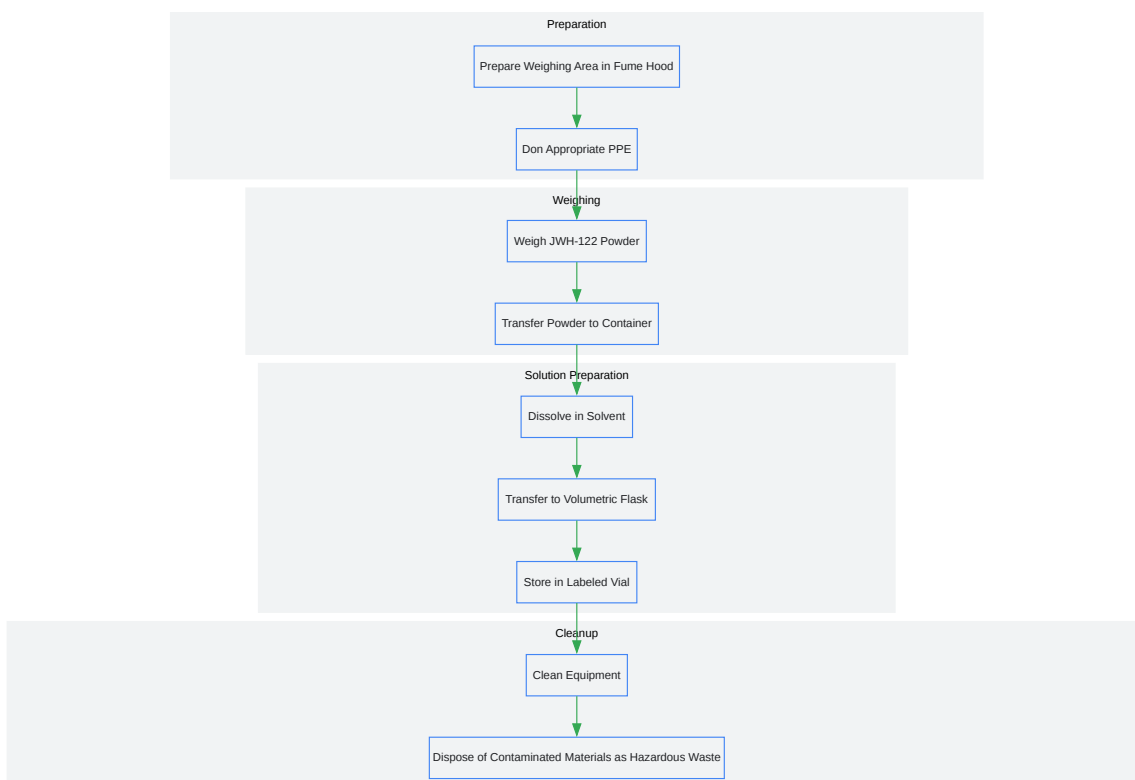 Preparation
Prepare Weighing Area in Fume Hood
Don Appropriate PPE
Weighing
Weigh JWH-122 Powder
Transfer Powder to Container
Solution Preparation
Dissolve in Solvent
Transfer to Volumetric Flask
Store in Labeled Vial
Cleanup
Clean Equipment
Dispose of Contaminated Materials as Hazardous Waste